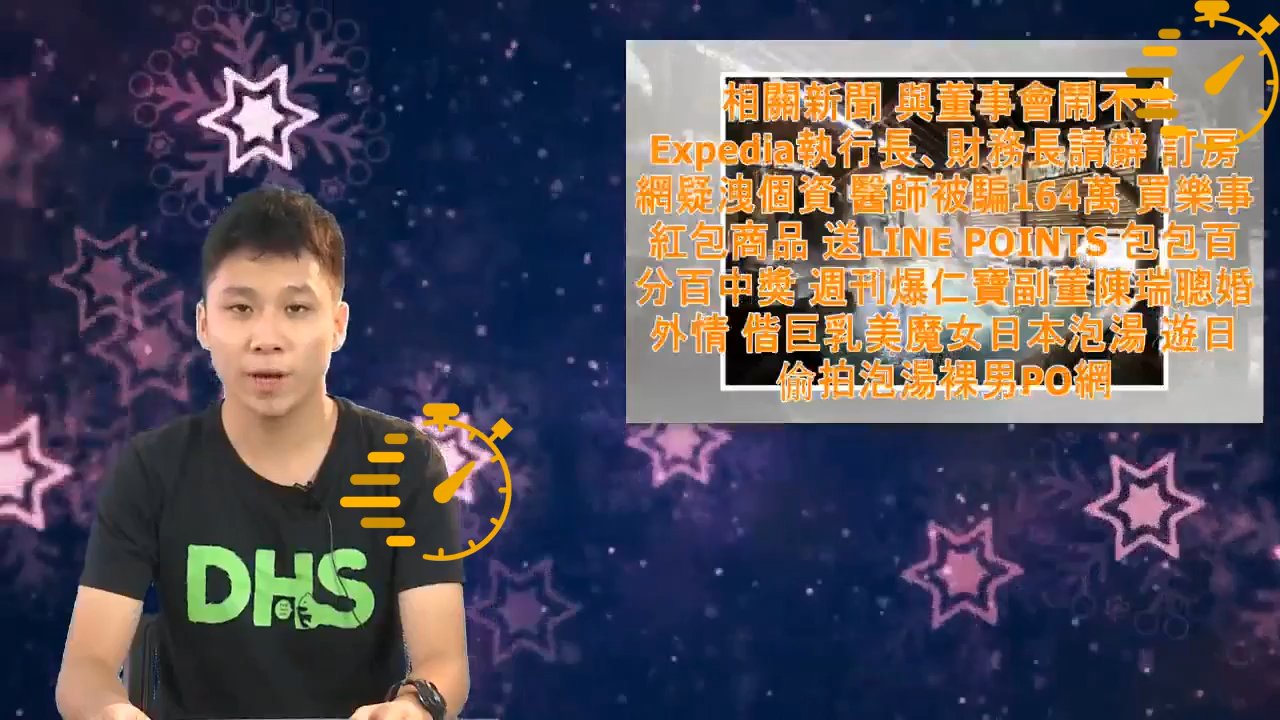 相關新聞 與董事會鬧不合
Expedia執行長、財務長請辭 訂房
網疑洩個資 醫師被騙164萬 買樂事
紅包商品 送LINE POINTS 包包百
分百中獎 週刊爆仁寶副董陳瑞聰婚
外情 偕巨乳美魔女日本泡湯 遊日
偷拍泡湯裸男PO網
DHS